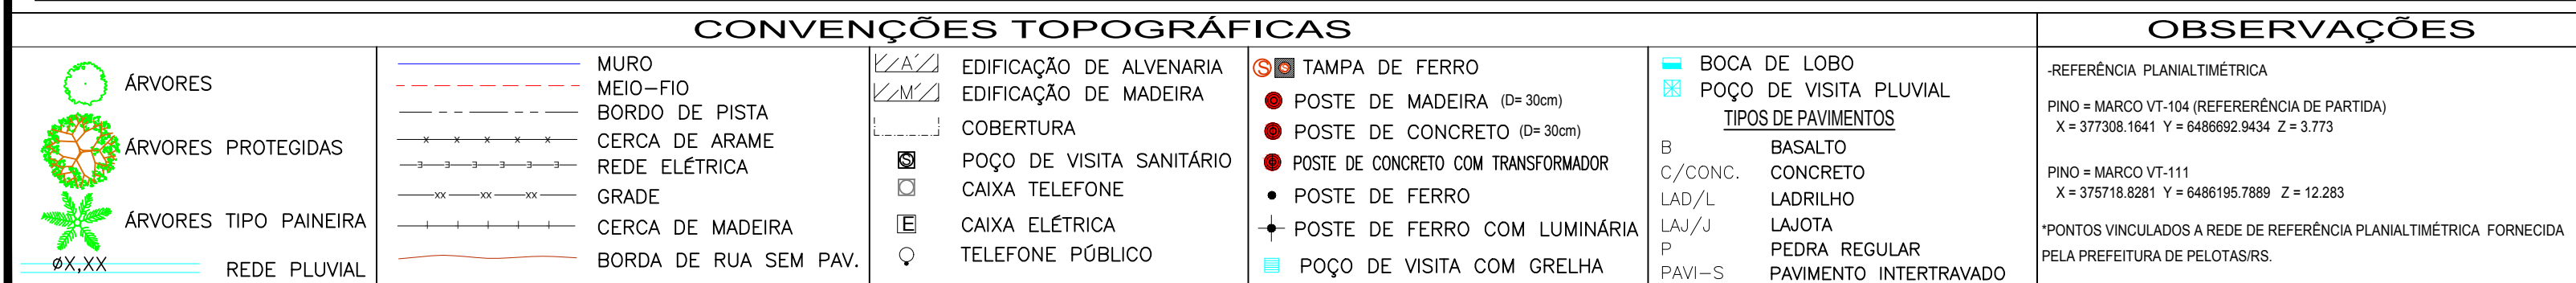 CONVENÇÕES TOPOGRÁFICAS
ÁRVORES
ÁRVORES PROTEGIDAS
ÁRVORES TIPO PAINEIRA
ØX,XX REDE PLUVIAL
MURO
MEIO-FIO
BORDO DE PISTA
x x x x x CERCA DE ARAME
REDE ELÉTRICA
xx xx xx GRADE
CERCA DE MADEIRA
BORDA DE RUA SEM PAV.
A EDIFICAÇÃO DE ALVENARIA
M EDIFICAÇÃO DE MADEIRA
COBERTURA
S POÇO DE VISITA SANITÁRIO
CAIXA TELEFONE
E CAIXA ELÉTRICA
TELEFONE PÚBLICO
S S TAMPA DE FERRO
POSTE DE MADEIRA (D= 30cm)
POSTE DE CONCRETO (D= 30cm)
POSTE DE CONCRETO COM TRANSFORMADOR
POSTE DE FERRO
POSTE DE FERRO COM LUMINÁRIA
POÇO DE VISITA COM GRELHA
BOCA DE LOBO
POÇO DE VISITA PLUVIAL
TIPOS DE PAVIMENTOS
B BASALTO
C/CONC. CONCRETO
LAD/L LADRILHO
LAJ/J LAJOTA
P PEDRA REGULAR
PAVI-S PAVIMENTO INTERTRAVADO
OBSERVAÇÕES
-REFERÊNCIA PLANIALTIMÉTRICA
PINO = MARCO VT-104 (REFERERÊNCIA DE PARTIDA)
X = 377308.1641 Y = 6486692.9434 Z = 3.773
PINO = MARCO VT-111
X = 375718.8281 Y = 6486195.7889 Z = 12.283
*PONTOS VINCULADOS A REDE DE REFERÊNCIA PLANIALTIMÉTRICA FORNECIDA
PELA PREFEITURA DE PELOTAS/RS.